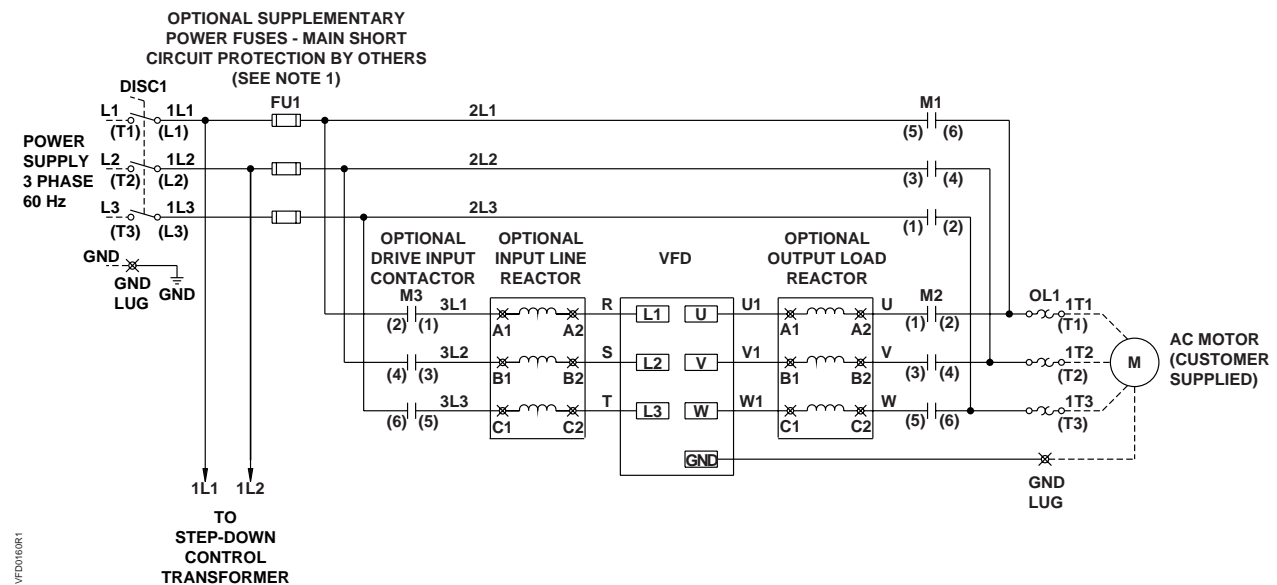 OPTIONAL SUPPLEMENTARY
POWER FUSES - MAIN SHORT
CIRCUIT PROTECTION BY OTHERS
(SEE NOTE 1)
DISC1
FU1
L1 1L1 2L1 M1
(T1) (L1) (5) (6)
POWER
SUPPLY
3 PHASE
60 Hz
L2 1L2 2L2
(T2) (L2) (3) (4)
L3 1L3 2L3
(T3) (L3) (1) (2)
GND
GND
LUG
GND
OPTIONAL
DRIVE INPUT
CONTACTOR
OPTIONAL
INPUT LINE
REACTOR
VFD
OPTIONAL
OUTPUT LOAD
REACTOR
M3 3L1 R L1 U U1 U M2 OL1 1T1
(2) (1) A1 A2 A1 A2 (1) (2) (T1)
3L2 S L2 V V1 V 1T2
(4) (3) B1 B2 B1 B2 (3) (4) (T2)
3L3 T L3 W W1 W 1T3
(6) (5) C1 C2 C1 C2 (5) (6) (T3)
M
AC MOTOR
(CUSTOMER
SUPPLIED)
GND
GND
LUG
1L1 1L2
TO
STEP-DOWN
CONTROL
TRANSFORMER
VFD0160R1